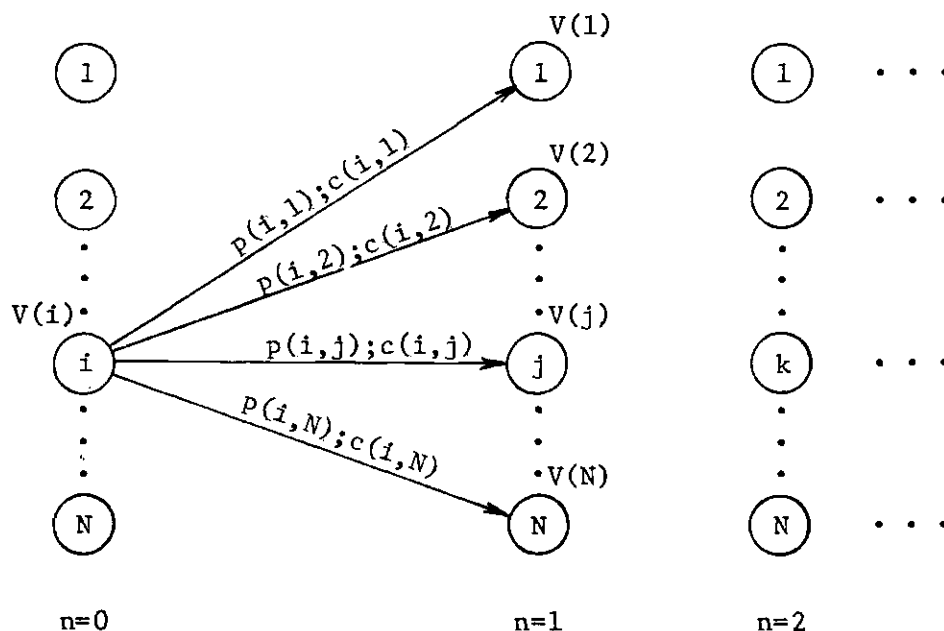 V(1)
1 1 1 . . .
p(i,1);c(i,1)
V(2)
2 2 2 . . .
p(i,2);c(i,2)
V(i) V(j)
i p(i,j);c(i,j) j k . . .
p(i,N);c(i,N)
V(N)
N N N . . .
n=0 n=1 n=2